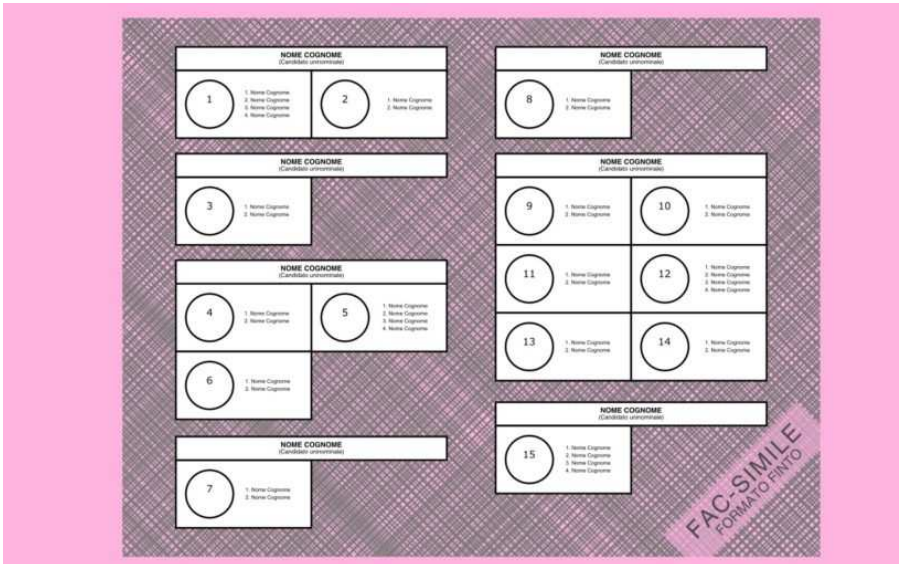 NOME COGNOME
(Candidato uninominale)
1
1. Nome Cognome
2. Nome Cognome
3. Nome Cognome
4. Nome Cognome
2
1. Nome Cognome
2. Nome Cognome
NOME COGNOME
(Candidato uninominale)
3
1. Nome Cognome
2. Nome Cognome
NOME COGNOME
(Candidato uninominale)
4
1. Nome Cognome
2. Nome Cognome
5
1. Nome Cognome
2. Nome Cognome
3. Nome Cognome
4. Nome Cognome
6
1. Nome Cognome
2. Nome Cognome
NOME COGNOME
(Candidato uninominale)
7
1. Nome Cognome
2. Nome Cognome
NOME COGNOME
(Candidato uninominale)
8
1. Nome Cognome
2. Nome Cognome
NOME COGNOME
(Candidato uninominale)
9
1. Nome Cognome
2. Nome Cognome
10
1. Nome Cognome
2. Nome Cognome
11
1. Nome Cognome
2. Nome Cognome
12
1. Nome Cognome
2. Nome Cognome
3. Nome Cognome
4. Nome Cognome
13
1. Nome Cognome
2. Nome Cognome
14
1. Nome Cognome
2. Nome Cognome
NOME COGNOME
(Candidato uninominale)
15
1. Nome Cognome
2. Nome Cognome
3. Nome Cognome
4. Nome Cognome
FAC-SIMILE
FORMATO FINTO